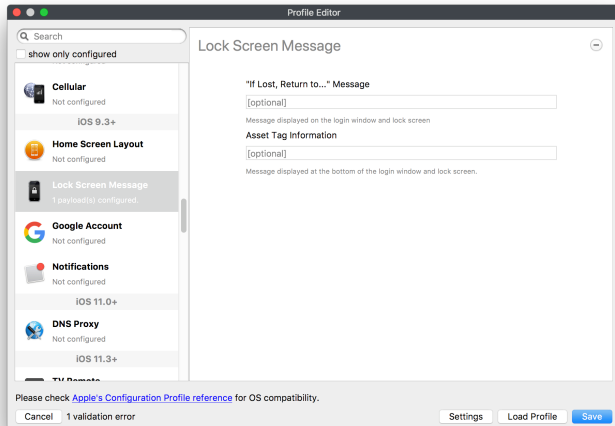 Profile Editor
Search
show only configured
Cellular
Not configured
iOS 9.3+
Home Screen Layout
Not configured
Lock Screen Message
1 payload(s) configured.
Google Account
Not configured
Notifications
Not configured
iOS 11.0+
DNS Proxy
Not configured
iOS 11.3+
TV Remote
Lock Screen Message
"If Lost, Return to..." Message
[optional]
Message displayed on the login window and lock screen
Asset Tag Information
[optional]
Message displayed at the bottom of the login window and lock screen.
Please check Apple's Configuration Profile reference for OS compatibility.
Cancel 1 validation error Settings Load Profile Save